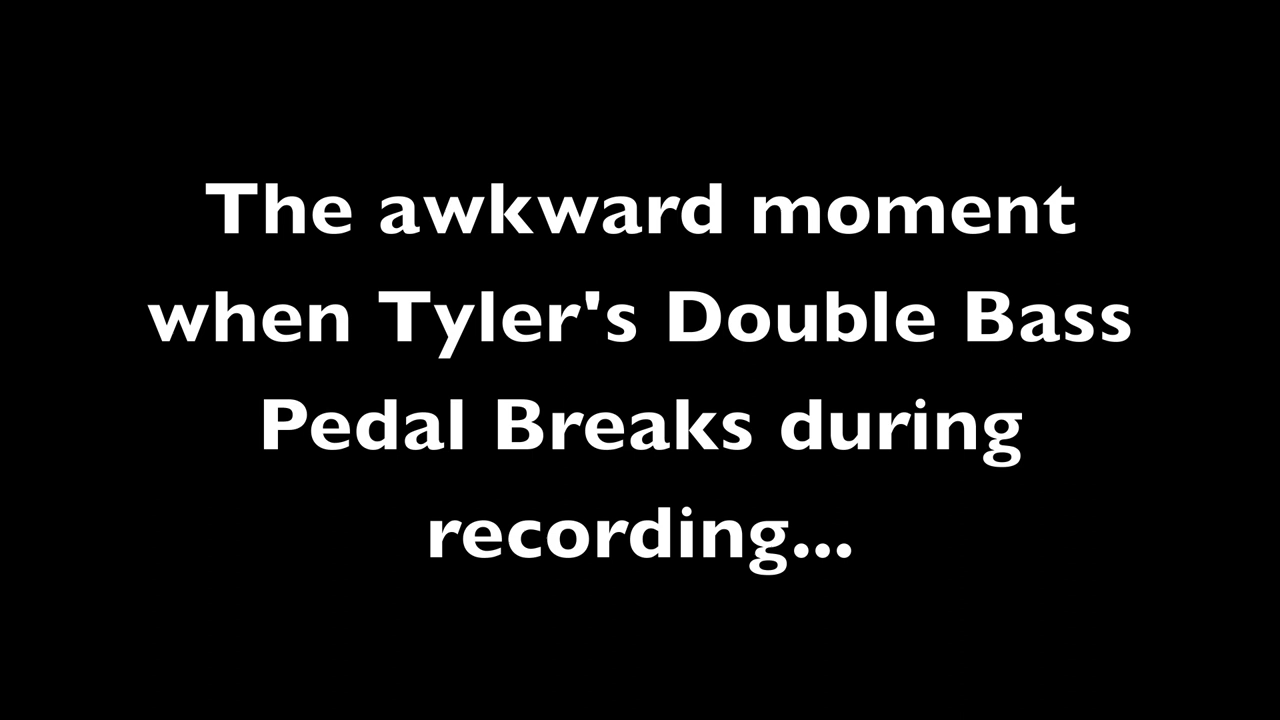 The awkward moment
when Tyler's Double Bass
Pedal Breaks during
recording...